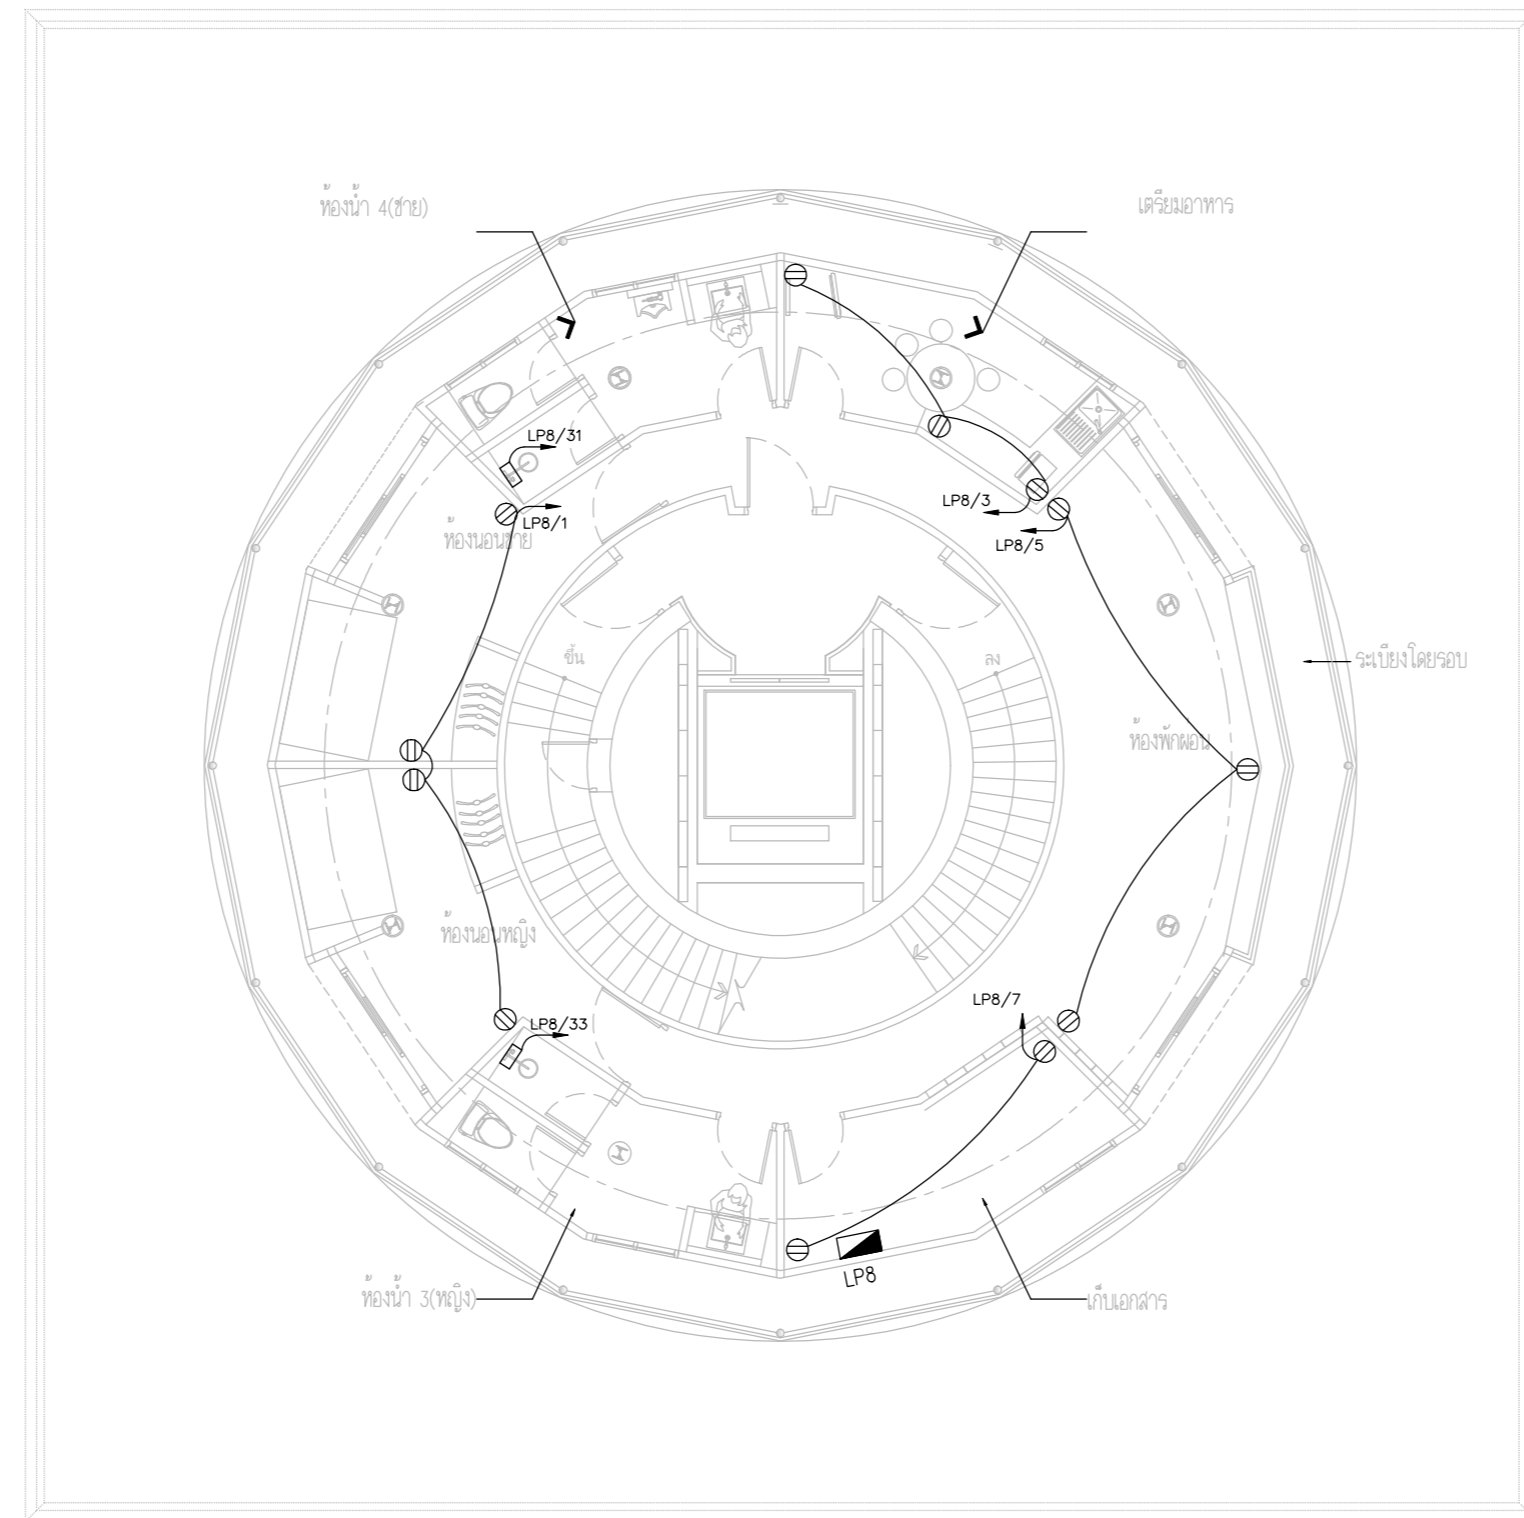 ห้องน้ำ 4(ชาย)
เตรียมอาหาร
LP8/31
LP8/3
LP8/1
ห้องนอนชาย
LP8/5
ขึ้น
ลง
ระเบียงโดยรอบ
ห้องพักผ่อน
ห้องนอนหญิง
LP8/7
LP8/33
LP8
ห้องน้ำ 3(หญิง)
เก็บเอกสาร